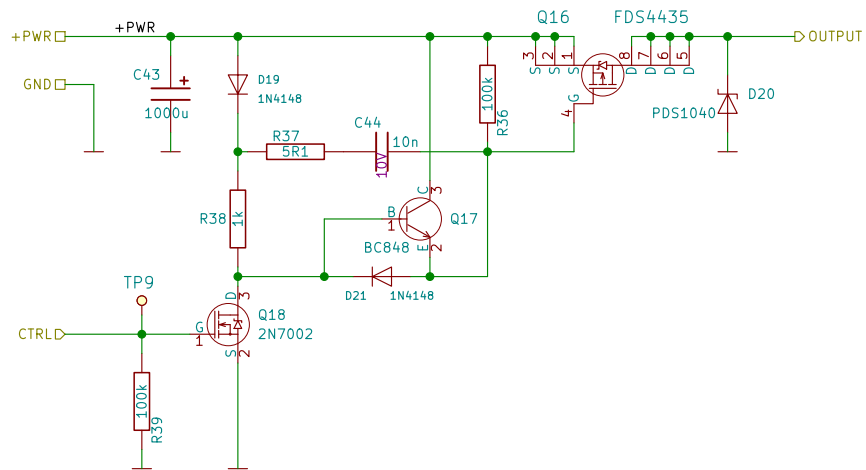 Q16 FDS4435
+PWR +PWR OUTPUT
3 2 1 8 7 6 5
S S S D D D D
C43 + D19
GND 1N4148 100k D20
1000u G PDS1040
4
R36
C44
R37 10n
5R1 10V
C 3
R38 1k B Q17
1
BC848 E 2
TP9 D21 1N4148
D 3
Q18
CTRL G 2N7002
1
S 2
100k
R39